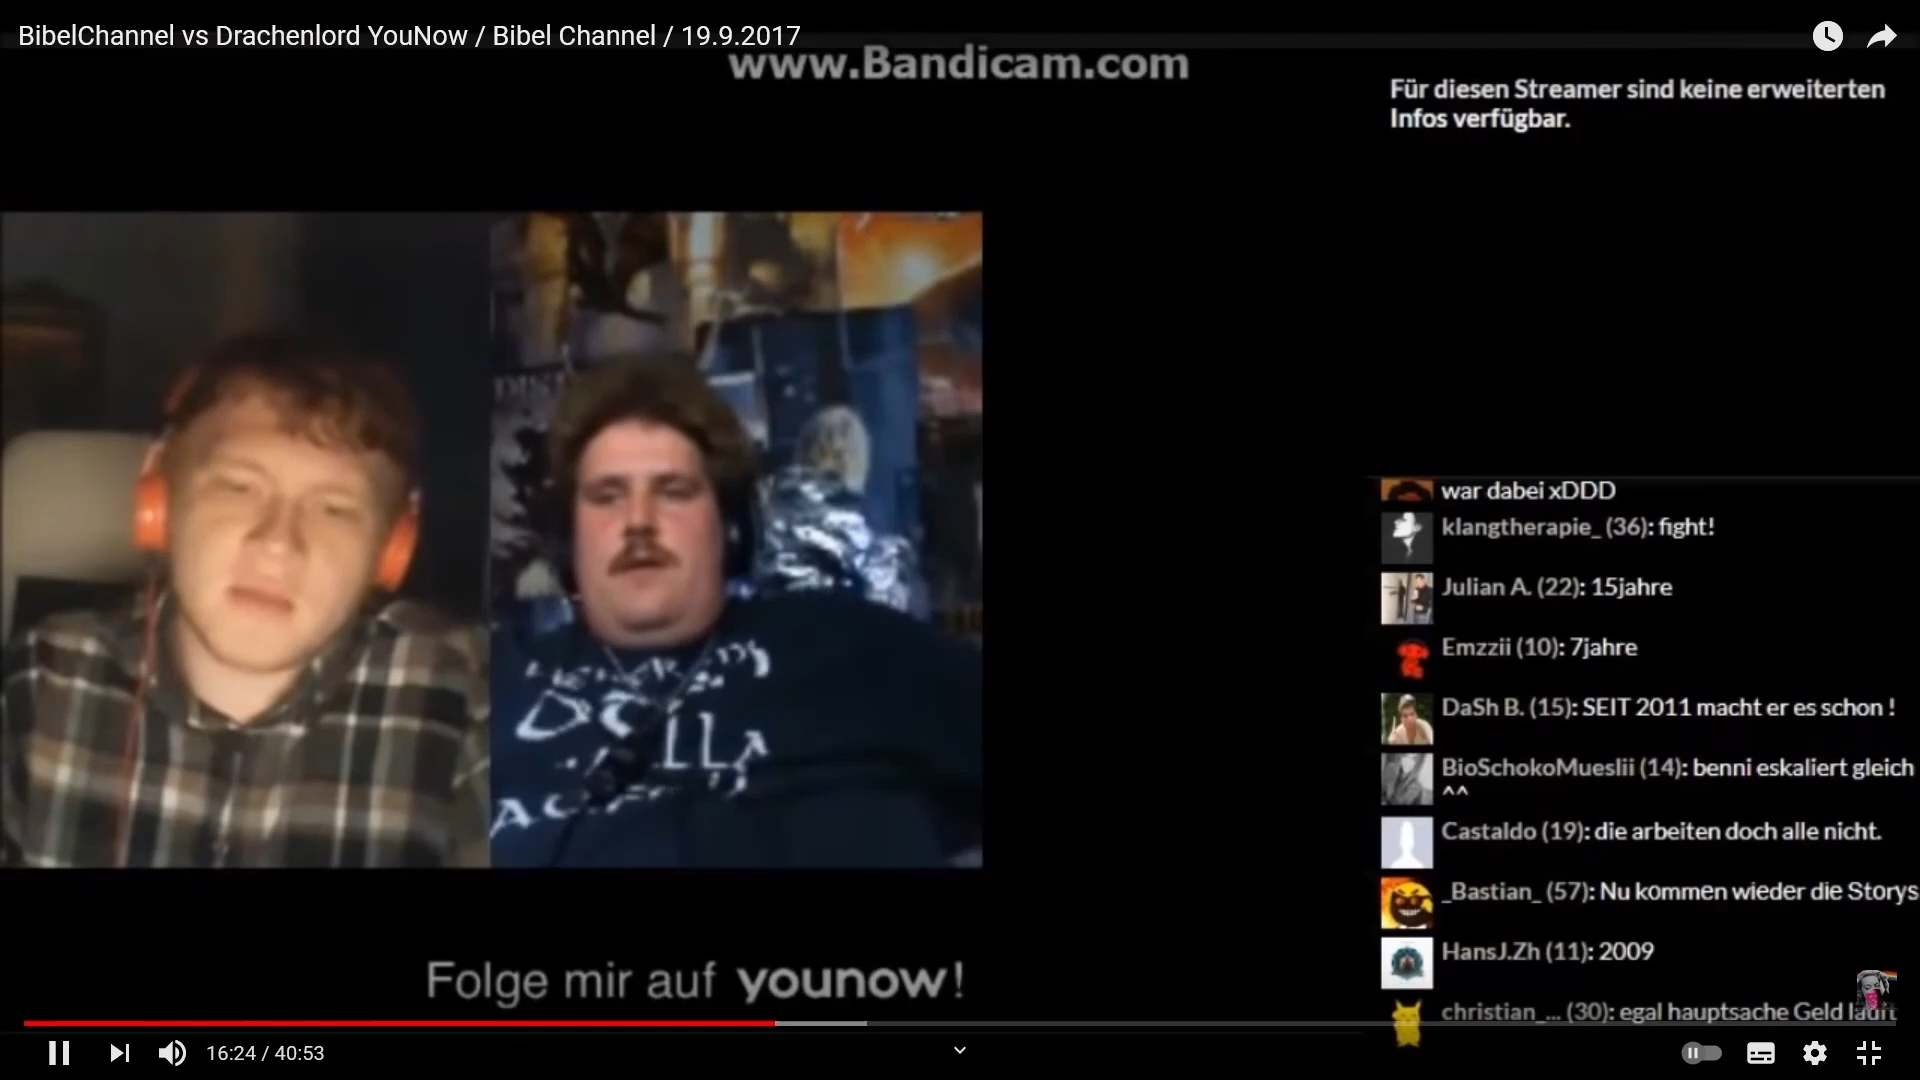 BibelChannel vs Drachenlord YouNow / Bibel Channel / 19.9.2017
www.Bandicam.com
Für diesen Streamer sind keine erweiterten
Infos verfügbar.
war dabei xDDD
klangtherapie_ (36): fight!
Julian A. (22): 15jahre
Emzzii (10): 7jahre
DaSh B. (15): SEIT 2011 macht er es schon !
BioSchokoMueslii (14): benni eskaliert gleich
^^
Castaldo (19): die arbeiten doch alle nicht.
_Bastian_ (57): Nu kommen wieder die Storys
HansJ.Zh (11): 2009
christian_... (30): egal hauptsache Geld läuft
Folge mir auf younow!
16:24 / 40:53